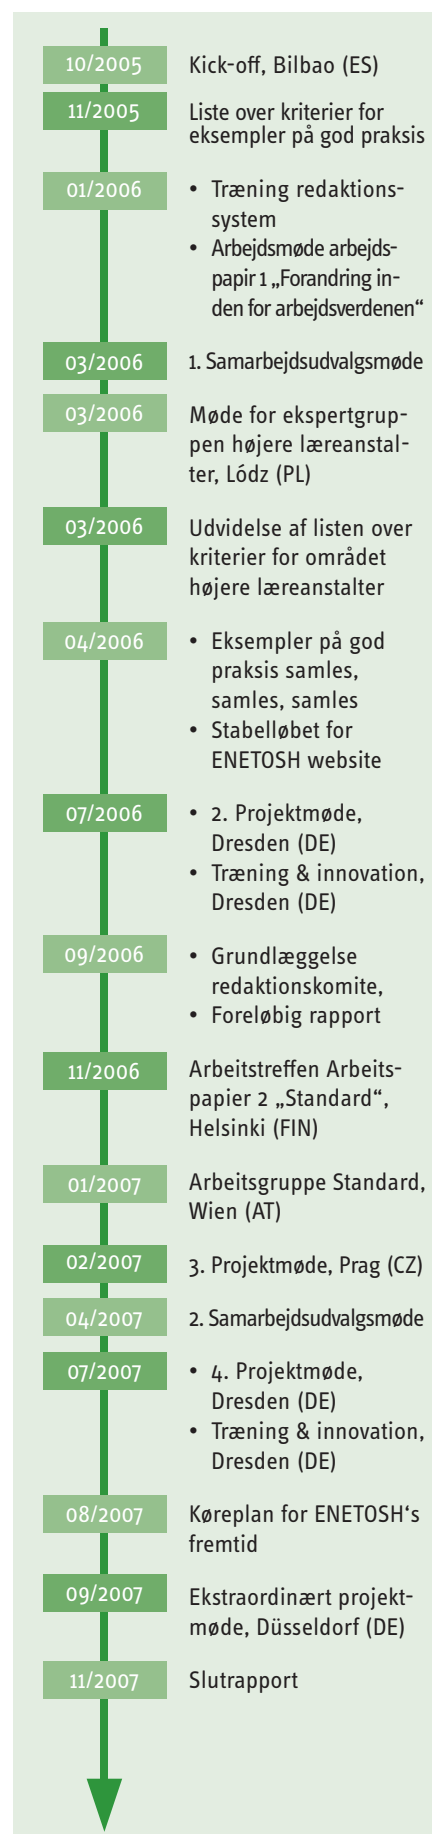 10/2005
Kick-off, Bilbao (ES)
11/2005
Liste over kriterier for
eksempler på god praksis
01/2006
• Træning redaktions-
system
• Arbejdsmøde arbejds-
papir 1 „Forandring in-
den for arbejdsverdenen“
03/2006
1. Samarbejdsudvalgsmøde
03/2006
Møde for ekspertgrup-
pen højere læreanstal-
ter, Lódz (PL)
03/2006
Udvidelse af listen over
kriterier for området
højere læreanstalter
04/2006
• Eksempler på god
praksis samles,
samles, samles
• Stabelløbet for
ENETOSH website
07/2006
• 2. Projektmøde,
Dresden (DE)
• Træning & innovation,
Dresden (DE)
09/2006
• Grundlæggelse
redaktionskomite,
• Foreløbig rapport
11/2006
Arbeitstreffen Arbeits-
papier 2 „Standard“,
Helsinki (FIN)
01/2007
Arbeitsgruppe Standard,
Wien (AT)
02/2007
3. Projektmøde, Prag (CZ)
04/2007
2. Samarbejdsudvalgsmøde
07/2007
• 4. Projektmøde,
Dresden (DE)
• Træning & innovation,
Dresden (DE)
08/2007
Køreplan for ENETOSH‘s
fremtid
09/2007
Ekstraordinært projekt-
møde, Düsseldorf (DE)
11/2007
Slutrapport